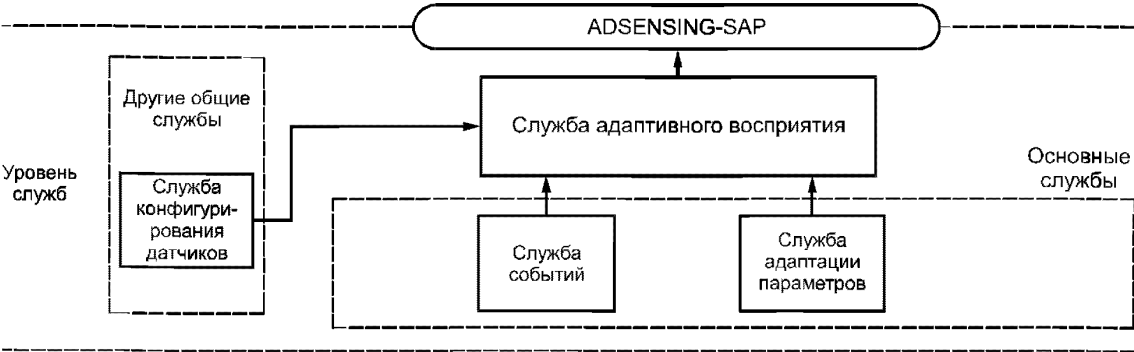 ADSENSING-SAP
Другие общие
службы
Служба адаптивного восприятия
Уровень
служб
Основные
службы
Служба
конфигури-
рования
датчиков
Служба
событий
Служба
адаптации
параметров